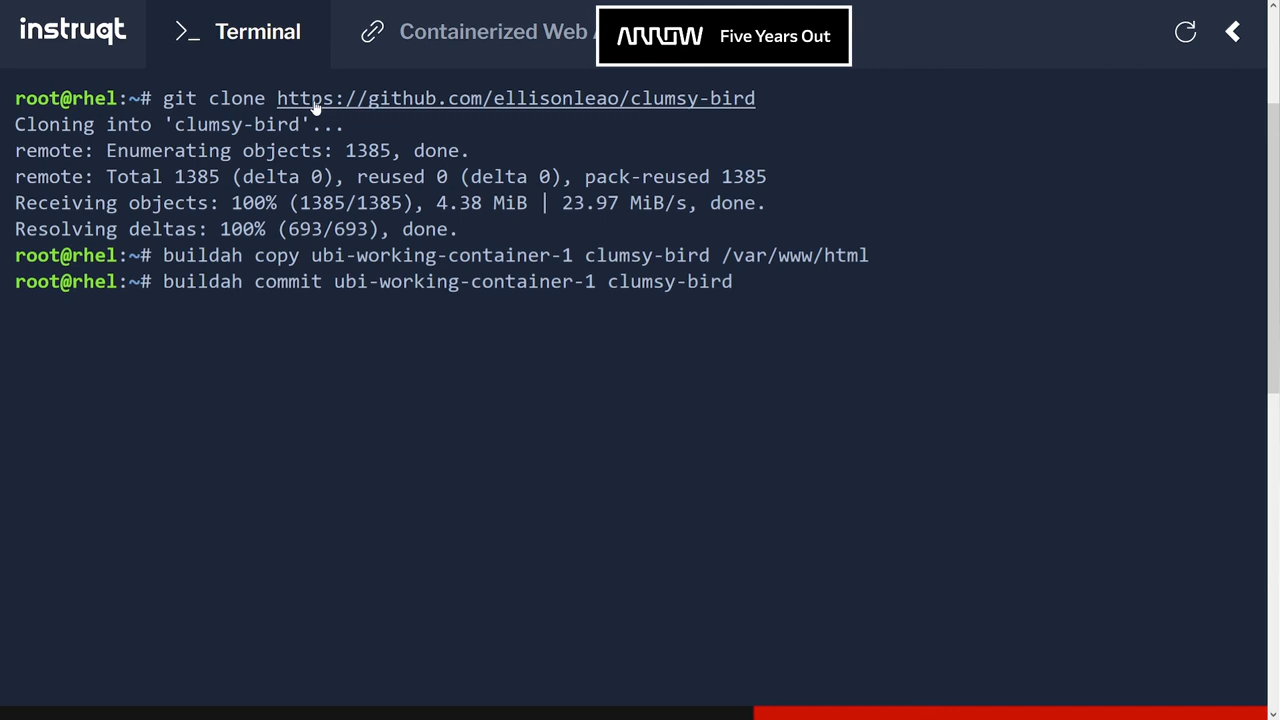 instruqt
>_ Terminal
Containerized Web A
ARROW Five Years Out
root@rhel:~# git clone https://github.com/ellisonleao/clumsy-bird
Cloning into 'clumsy-bird'...
remote: Enumerating objects: 1385, done.
remote: Total 1385 (delta 0), reused 0 (delta 0), pack-reused 1385
Receiving objects: 100% (1385/1385), 4.38 MiB | 23.97 MiB/s, done.
Resolving deltas: 100% (693/693), done.
root@rhel:~# buildah copy ubi-working-container-1 clumsy-bird /var/www/html
root@rhel:~# buildah commit ubi-working-container-1 clumsy-bird